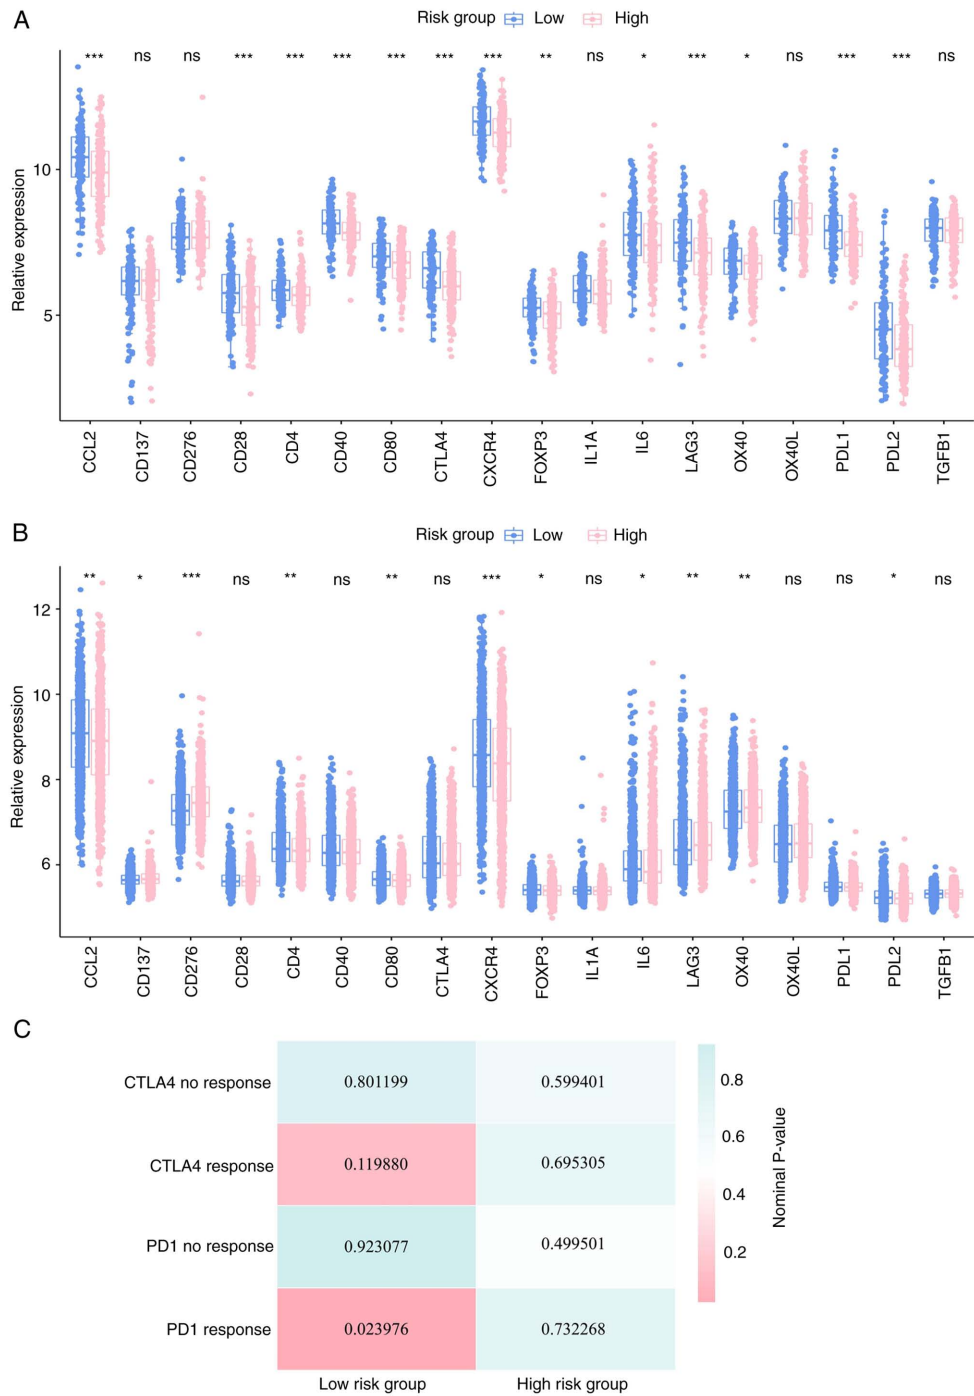 A
Risk group Low High
*** ns ns *** *** *** *** *** *** ** ns * *** * ns *** *** ns
Relative expression
10
5
CCL2 CD137 CD276 CD28 CD4 CD40 CD80 CTLA4 CXCR4 FOXP3 IL1A IL6 LAG3 OX40 OX40L PDL1 PDL2 TGFB1
B
Risk group Low High
** * *** ns ** ns ** ns *** * ns * ** ** ns ns * ns
Relative expression
12
10
8
6
CCL2 CD137 CD276 CD28 CD4 CD40 CD80 CTLA4 CXCR4 FOXP3 IL1A IL6 LAG3 OX40 OX40L PDL1 PDL2 TGFB1
C
CTLA4 no response 0.801199 0.599401
CTLA4 response 0.119880 0.695305
PD1 no response 0.923077 0.499501
PD1 response 0.023976 0.732268
Low risk group High risk group
0.8
0.6
0.4
0.2
Nominal P-value